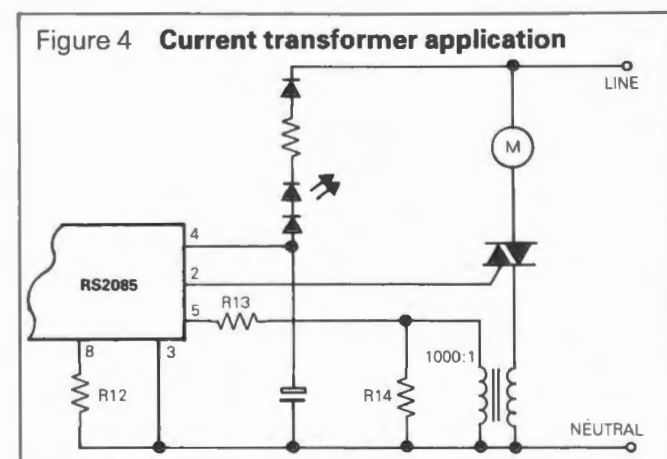 Figure 4 Current transformer application
LINE
M
4
RS2085
2
R13
5
1000:1
8
3
R12
R14
NEUTRAL